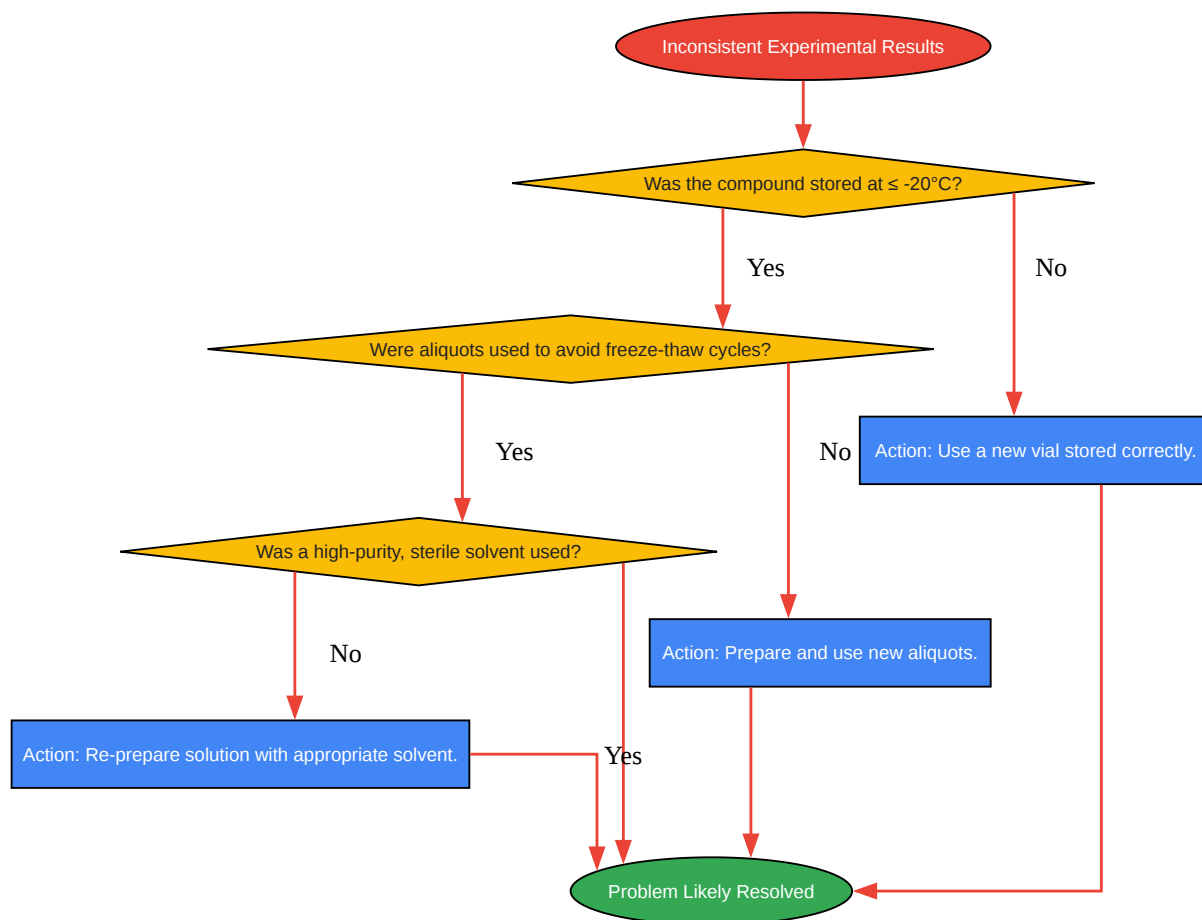 Inconsistent Experimental Results
Was the compound stored at ≤ -20°C?
Yes
No
Were aliquots used to avoid freeze-thaw cycles?
Yes
No
Action: Use a new vial stored correctly.
Was a high-purity, sterile solvent used?
No
Action: Prepare and use new aliquots.
Action: Re-prepare solution with appropriate solvent.
Yes
Problem Likely Resolved